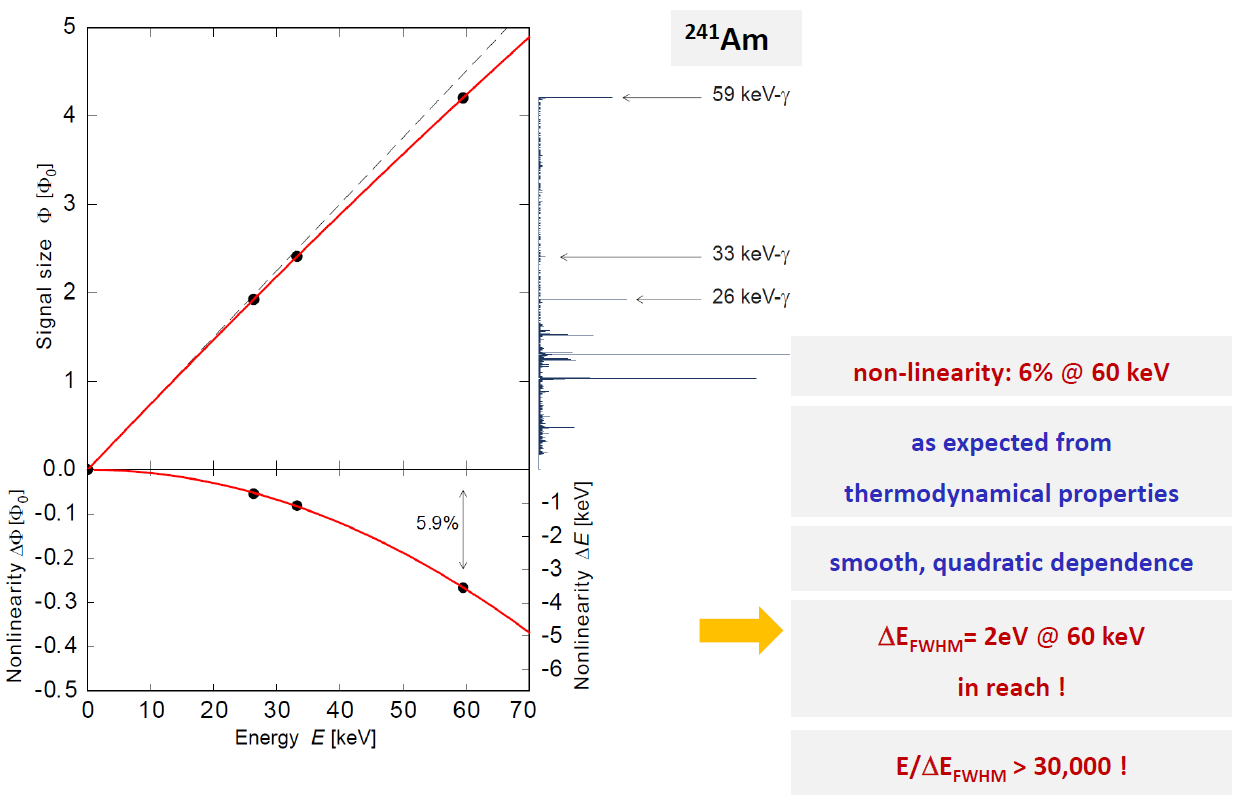 ²⁴¹Am
5
4
3
2
1
0.0
-0.1
-0.2
-0.3
-0.4
-0.5
Signal size Φ [Φ₀]
Nonlinearity ΔΦ [Φ₀]
59 keV-γ
33 keV-γ
26 keV-γ
5.9%
-1
-2
-3
-4
-5
-6
Nonlinearity ΔE [keV]
0 10 20 30 40 50 60 70
Energy E [keV]
non-linearity: 6% @ 60 keV
as expected from
thermodynamical properties
smooth, quadratic dependence
ΔE_FWHM= 2eV @ 60 keV
in reach !
E/ΔE_FWHM > 30,000 !